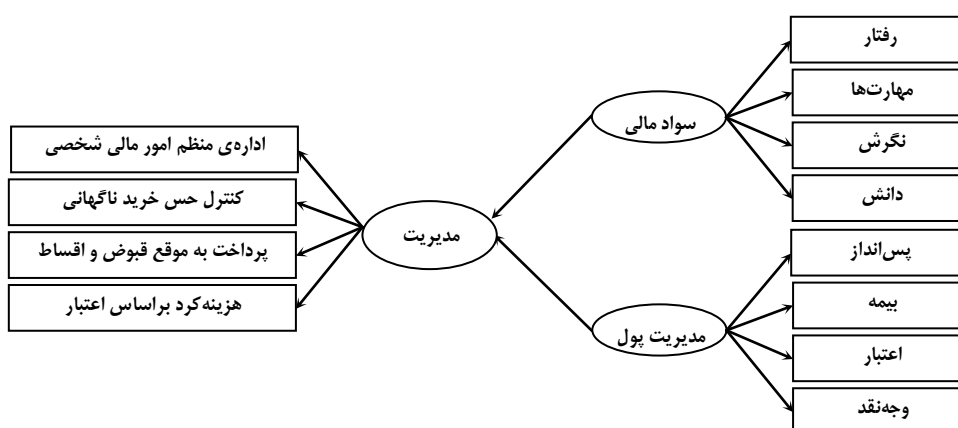 رفتار
مهارت‌ها
سواد مالی
نگرش
دانش
پس‌انداز
بیمه
مدیریت پول
اعتبار
وجه‌نقد
مدیریت
اداره‌ی منظم امور مالی شخصی
کنترل حس خرید ناگهانی
پرداخت به موقع قبوض و اقساط
هزینه‌کرد براساس اعتبار